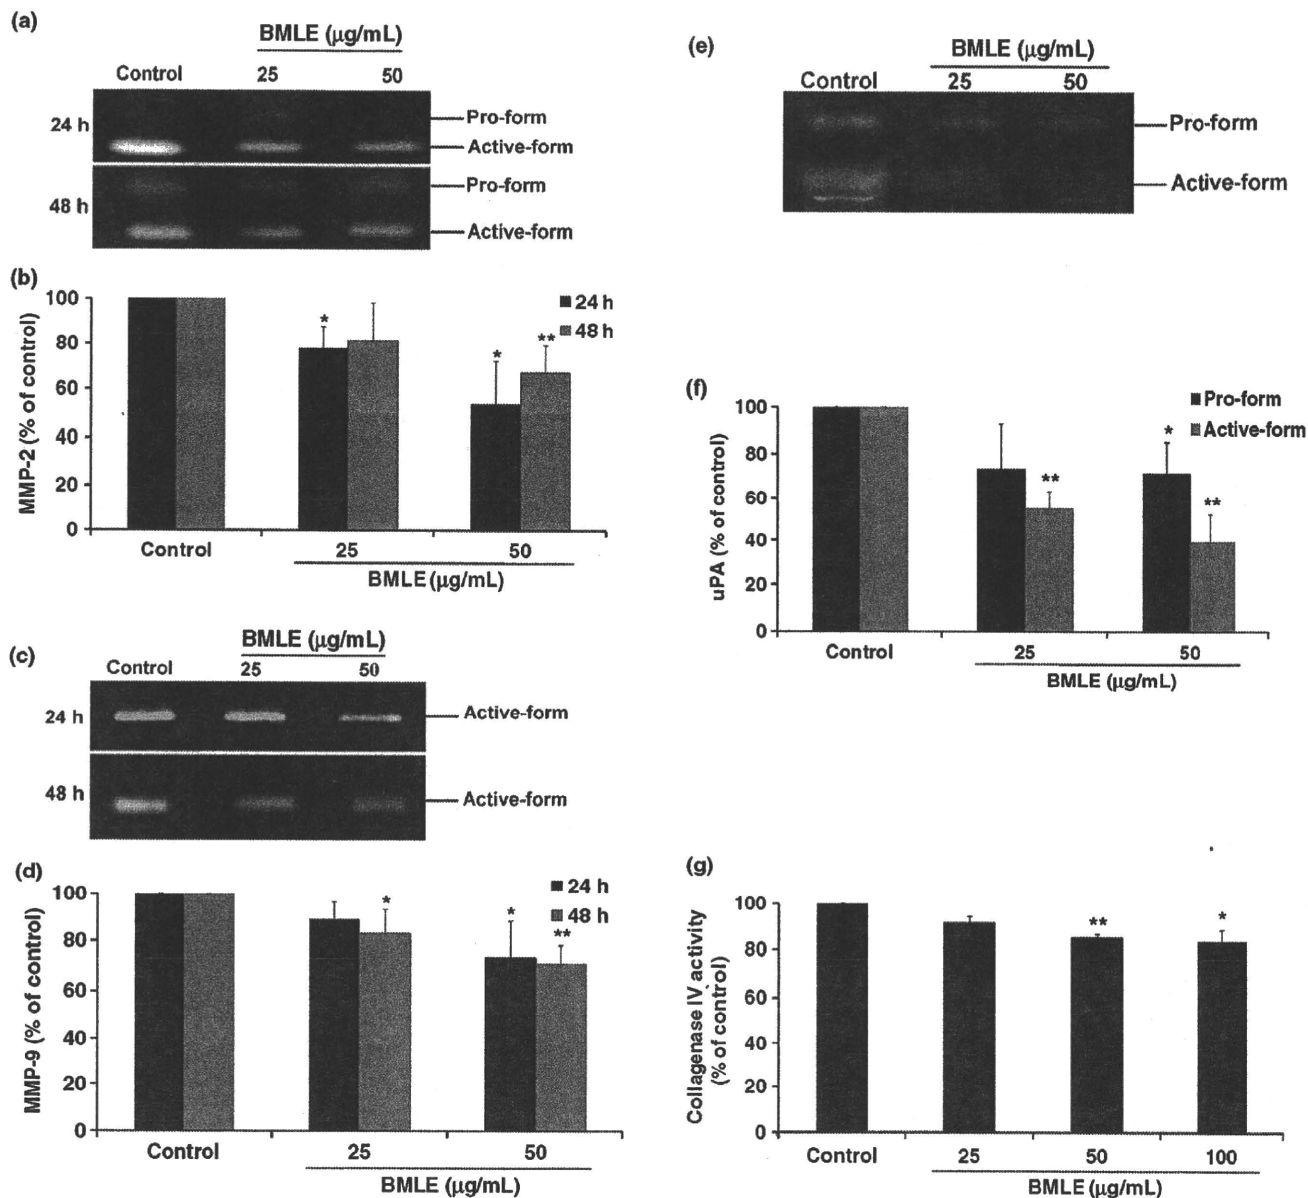 (a)
BMLE (µg/mL)
Control 25 50
24 h
Pro-form
Active-form
48 h
Pro-form
Active-form
(b)
MMP-2 (% of control)
100
80
60
40
20
0
24 h
48 h
*
*
**
Control 25 50
BMLE (µg/mL)
(c)
BMLE (µg/mL)
Control 25 50
24 h
Active-form
48 h
Active-form
(d)
MMP-9 (% of control)
100
80
60
40
20
0
24 h
48 h
*
*
**
Control 25 50
BMLE (µg/mL)
(e)
BMLE (µg/mL)
Control 25 50
Pro-form
Active-form
(f)
uPA (% of control)
100
80
60
40
20
0
Pro-form
Active-form
**
*
**
Control 25 50
BMLE (µg/mL)
(g)
Collagenase IV activity
(% of control)
100
80
60
40
20
0
**
*
Control 25 50 100
BMLE (µg/mL)